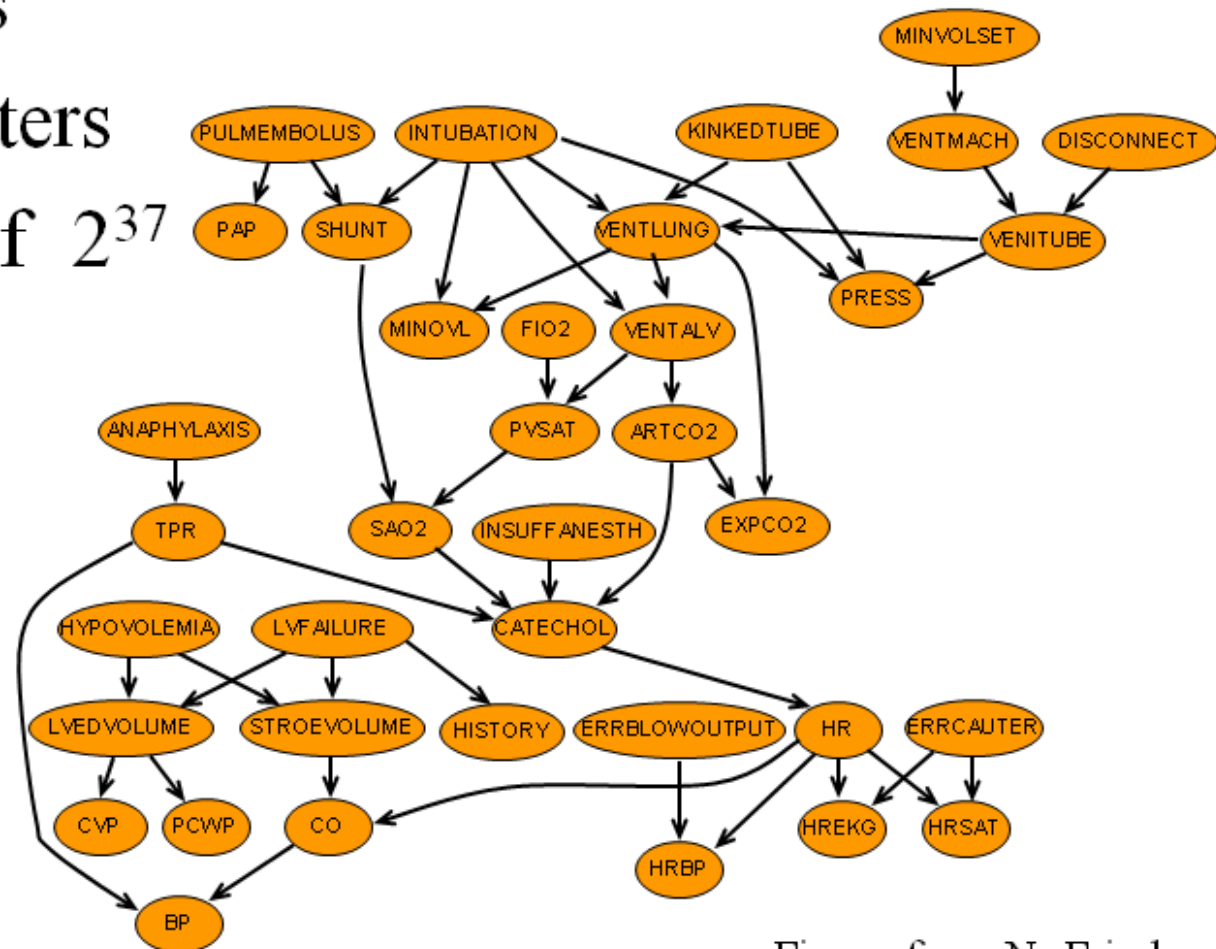 MINVOLSET
ters
PULMEMBOLUS INTUBATION KINKEDTUBE VENTMACH DISCONNECT
f 2^37
PAP SHUNT VENTLUNG VENITUBE
PRESS
MINOVL FIO2 VENTALV
ANAPHYLAXIS PVSAT ARTCO2
TPR SAO2 INSUFFANESTH EXPCO2
HYPOVOLEMIA LVFAILURE CATECHOL
LVEDVOLUME STROEVOLUME HISTORY ERRBLOWOUTPUT HR ERRCAUTER
CVP PCWP CO HREKG HRSAT
HRBP
BP